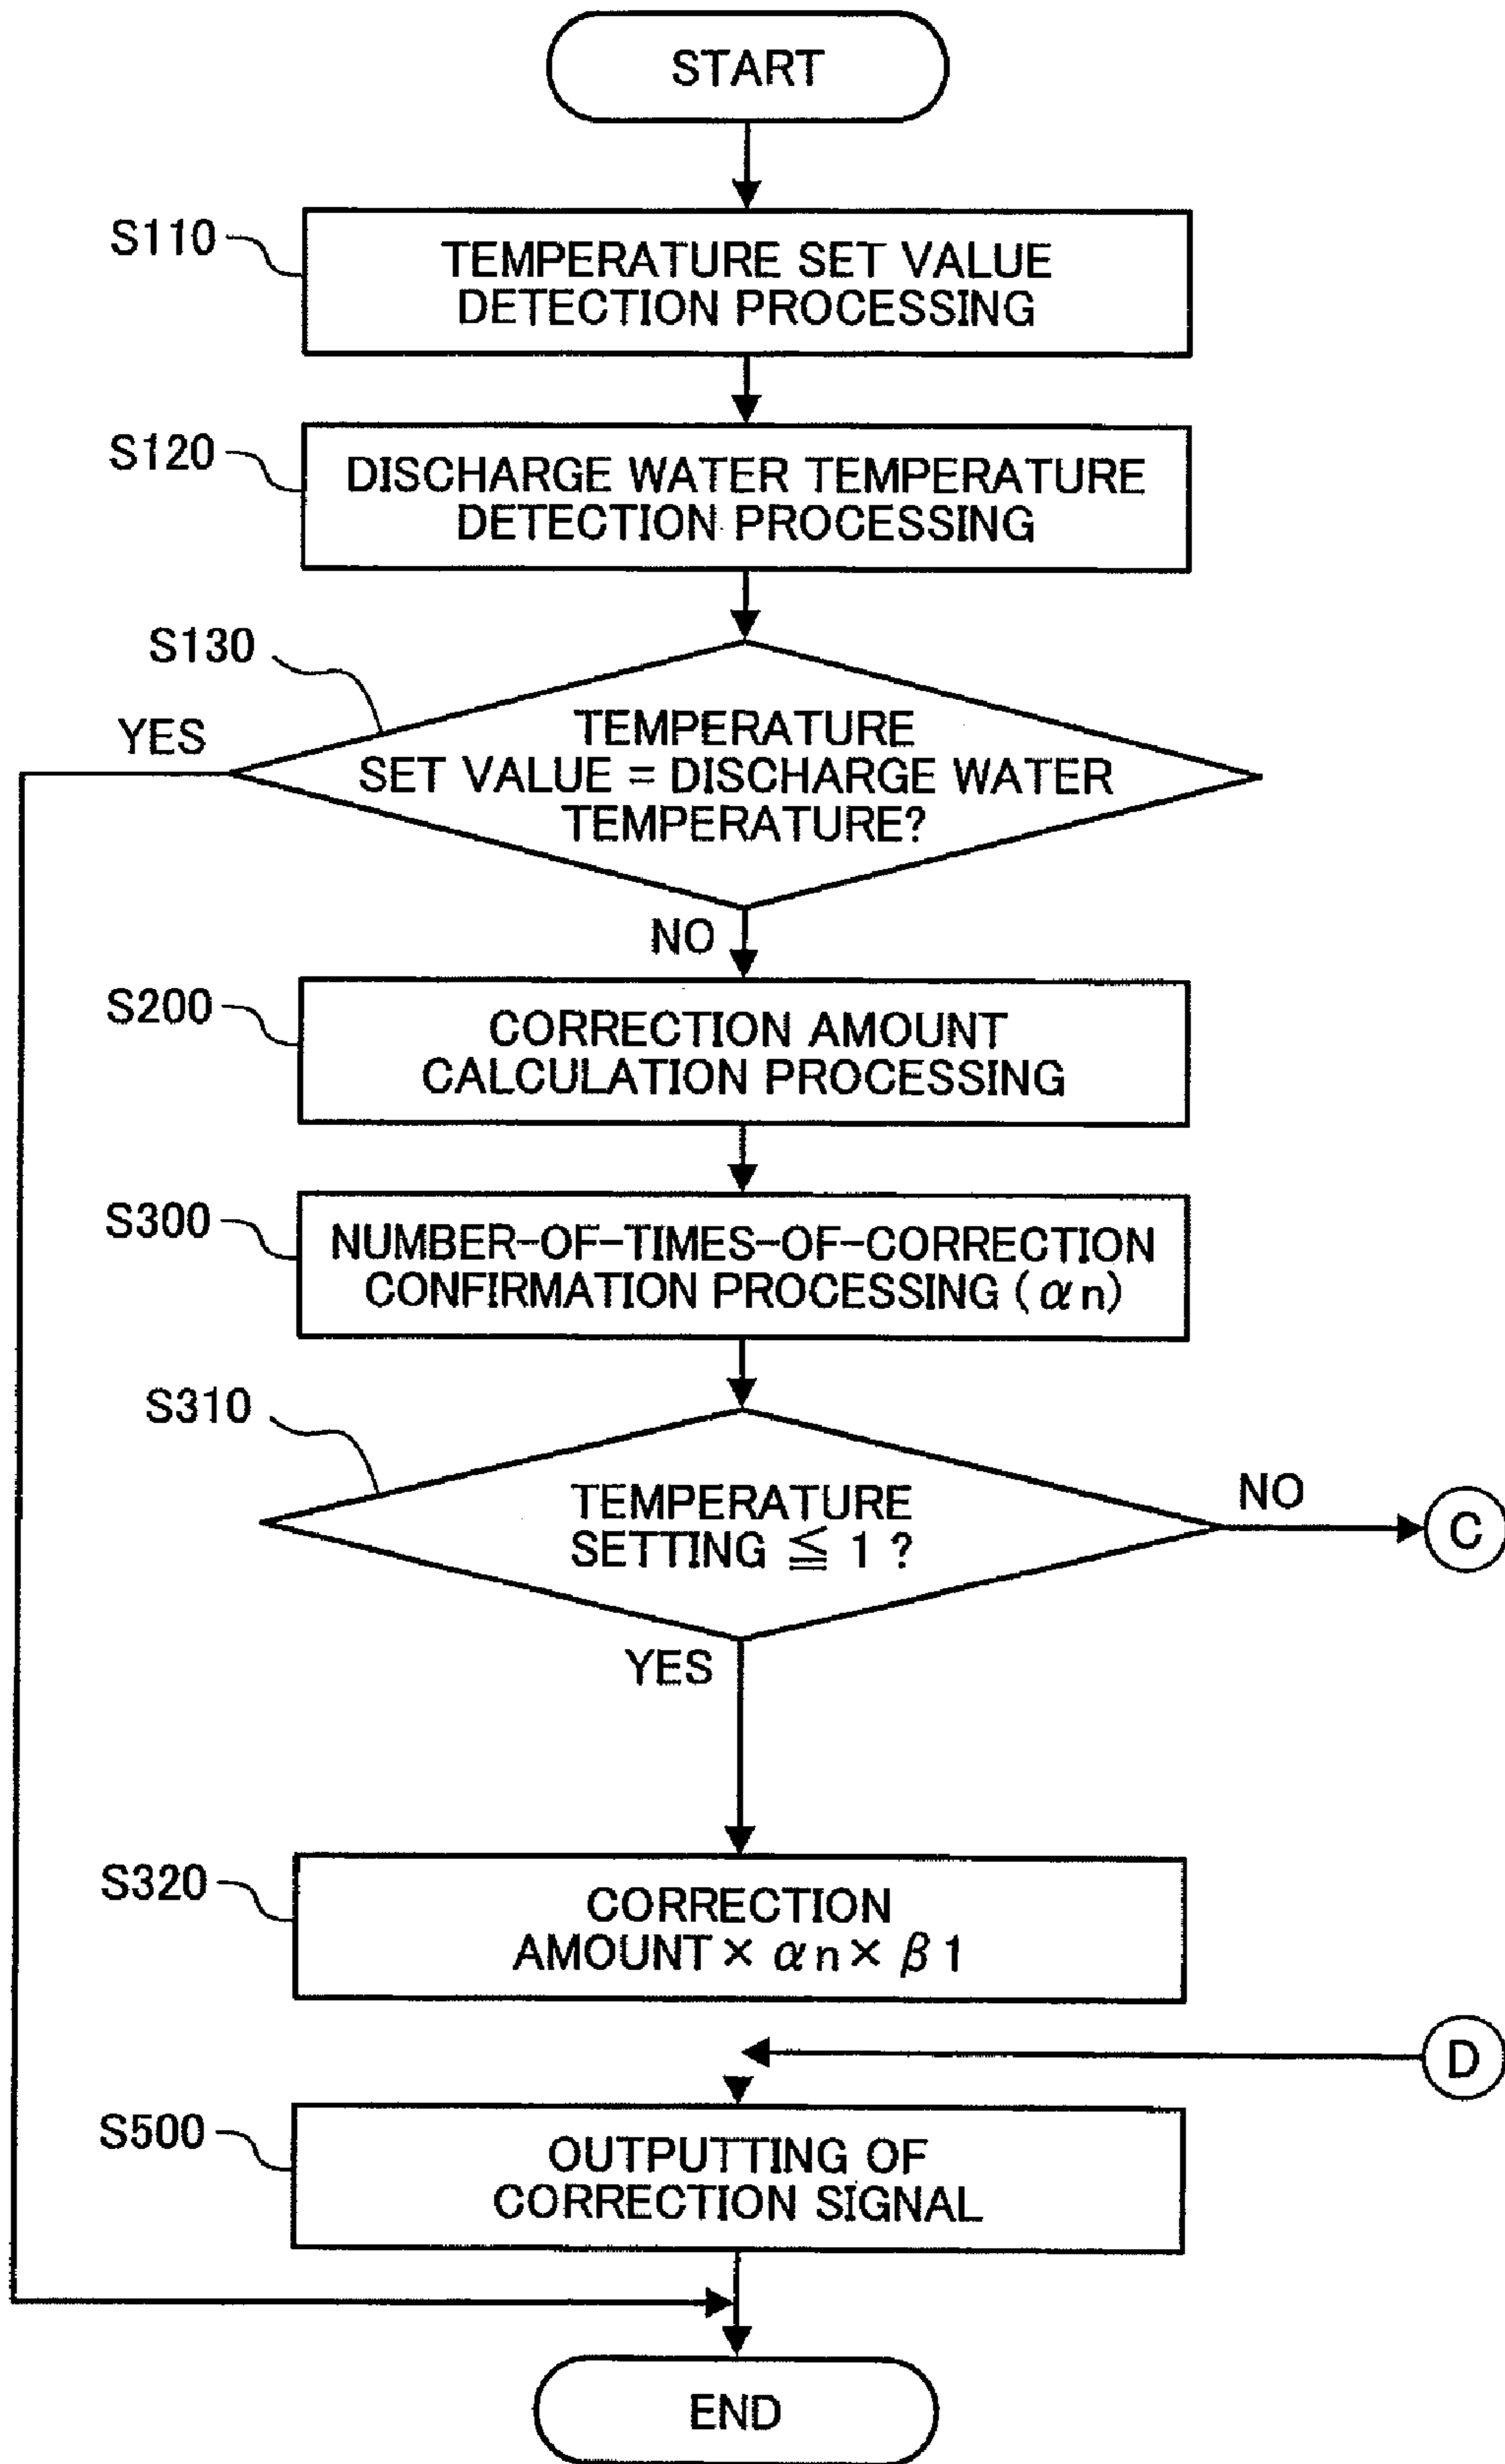 START
S110
TEMPERATURE SET VALUE
DETECTION PROCESSING
S120
DISCHARGE WATER TEMPERATURE
DETECTION PROCESSING
S130
YES
TEMPERATURE
SET VALUE = DISCHARGE WATER
TEMPERATURE?
NO
S200
CORRECTION AMOUNT
CALCULATION PROCESSING
S300
NUMBER-OF-TIMES-OF-CORRECTION
CONFIRMATION PROCESSING (αn)
S310
TEMPERATURE
SETTING ≦ 1 ?
NO
C
YES
S320
CORRECTION
AMOUNT × αn × β1
D
S500
OUTPUTTING OF
CORRECTION SIGNAL
END